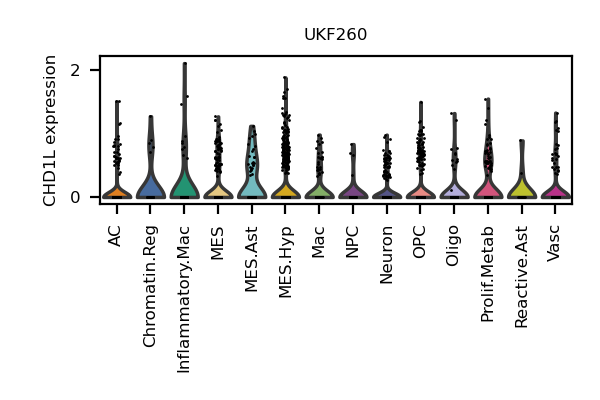 UKF260
CHD1L expression
2
0
AC
Chromatin.Reg
Inflammatory.Mac
MES
MES.Ast
MES.Hyp
Mac
NPC
Neuron
OPC
Oligo
Prolif.Metab
Reactive.Ast
Vasc